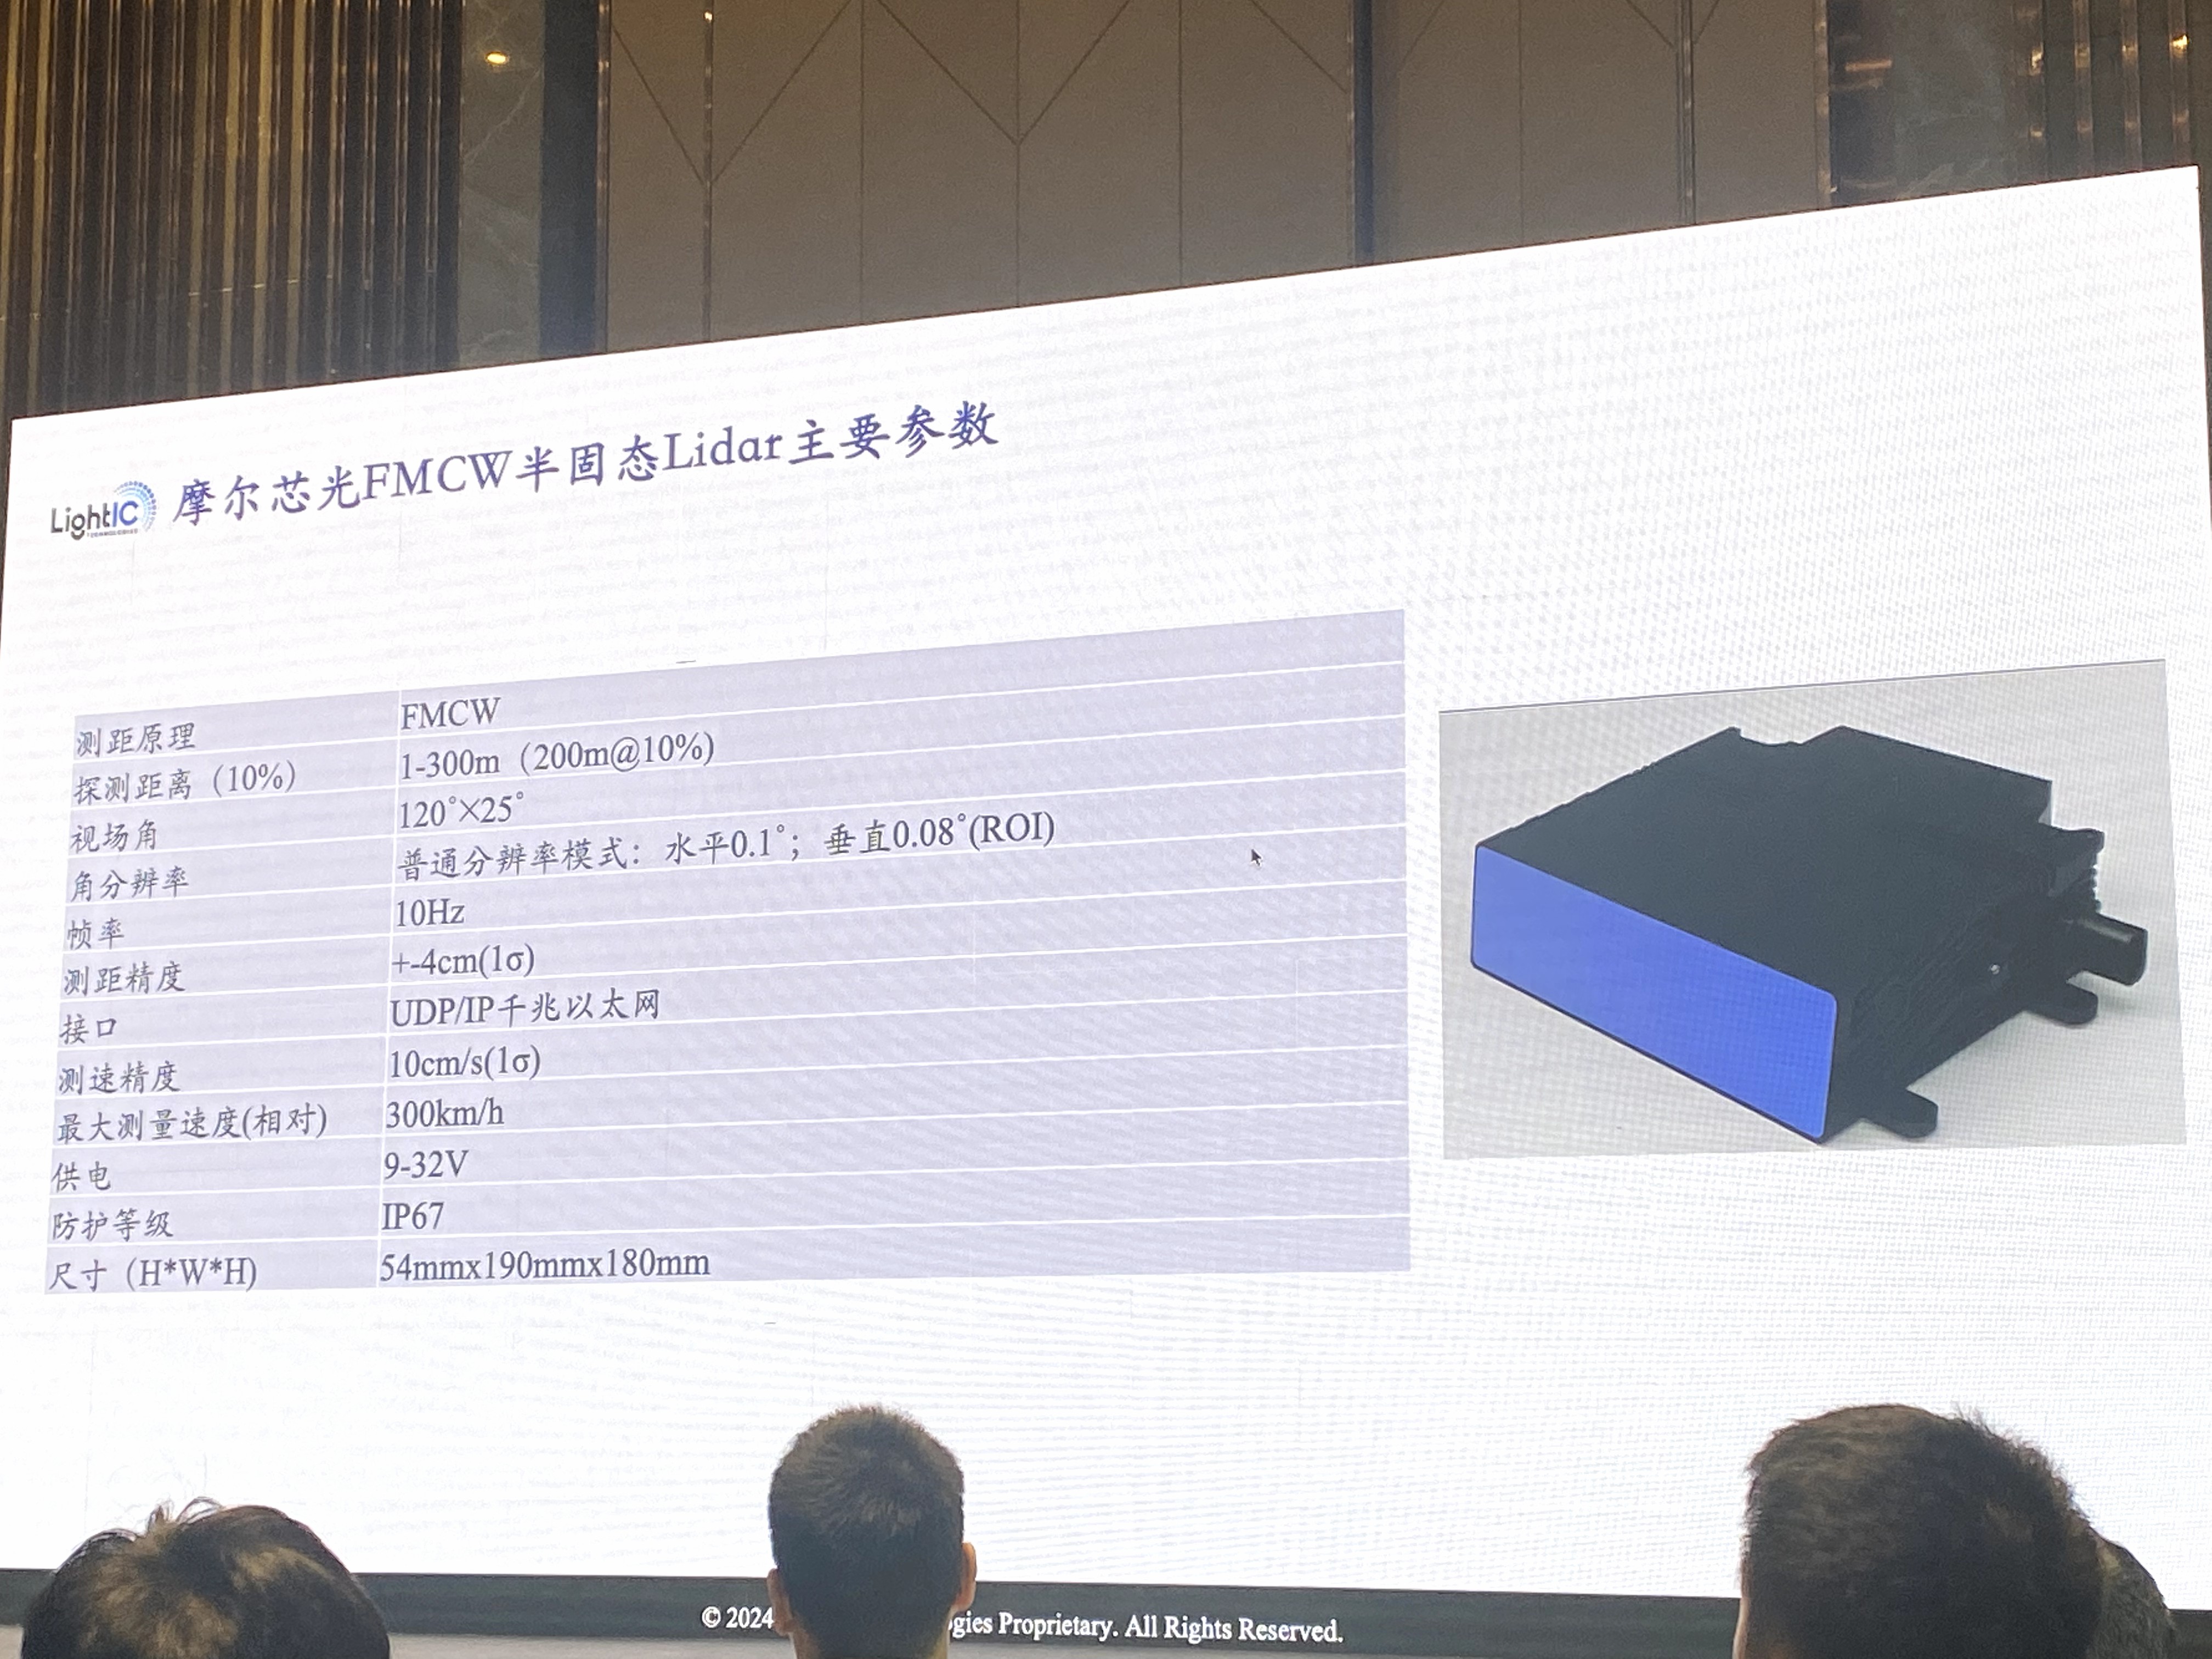 LightIC
摩尔芯光FMCW半固态Lidar主要参数
测距原理 FMCW
探测距离（10%） 1-300m（200m@10%）
视场角 120°×25°
角分辨率 普通分辨率模式：水平0.1°；垂直0.08°(ROI)
帧率 10Hz
测距精度 +-4cm(1σ)
接口 UDP/IP千兆以太网
测速精度 10cm/s(1σ)
最大测量速度(相对) 300km/h
供电 9-32V
防护等级 IP67
尺寸（H*W*H) 54mmx190mmx180mm
© 2024 gies Proprietary. All Rights Reserved.